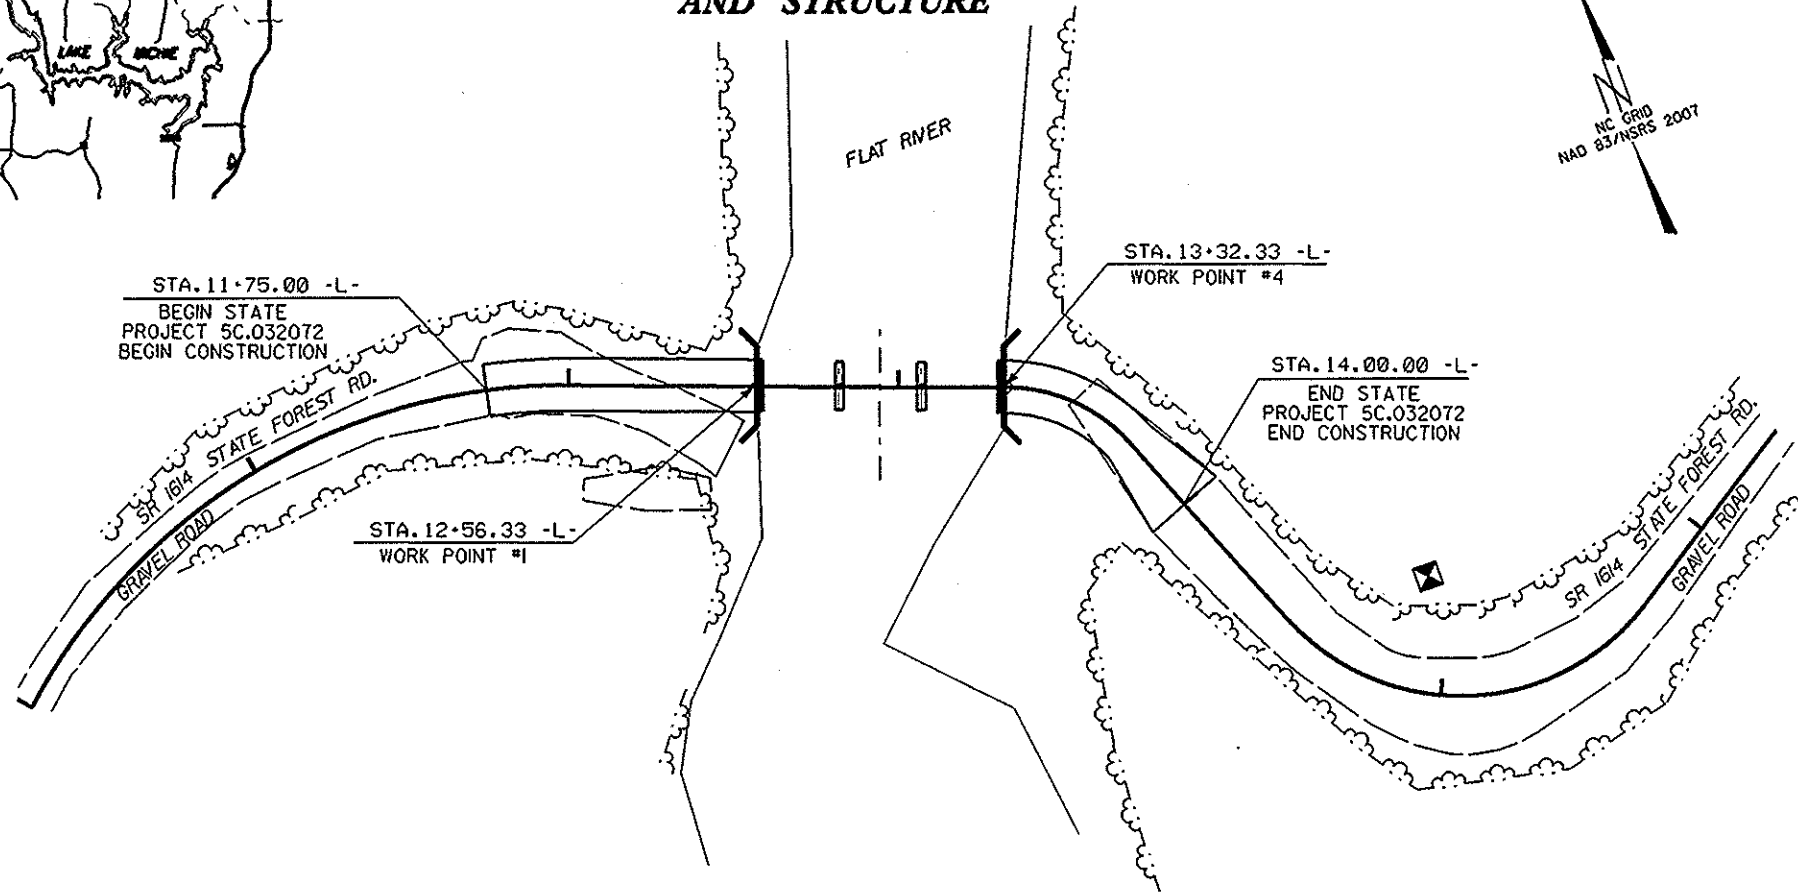 AND STRUCTURE
LAKE MICHIE
FLAT RIVER
N
NC GRID
NAD 83/NSRS 2007
STA.13+32.33 -L-
WORK POINT #4
STA.11+75.00 -L-
BEGIN STATE
PROJECT 5C.032072
BEGIN CONSTRUCTION
STA.14.00.00 -L-
END STATE
PROJECT 5C.032072
END CONSTRUCTION
SR 1614 STATE FOREST RD.
GRAVEL ROAD
STA.12+56.33 -L-
WORK POINT #1
SR 1614 STATE FOREST RD.
GRAVEL ROAD